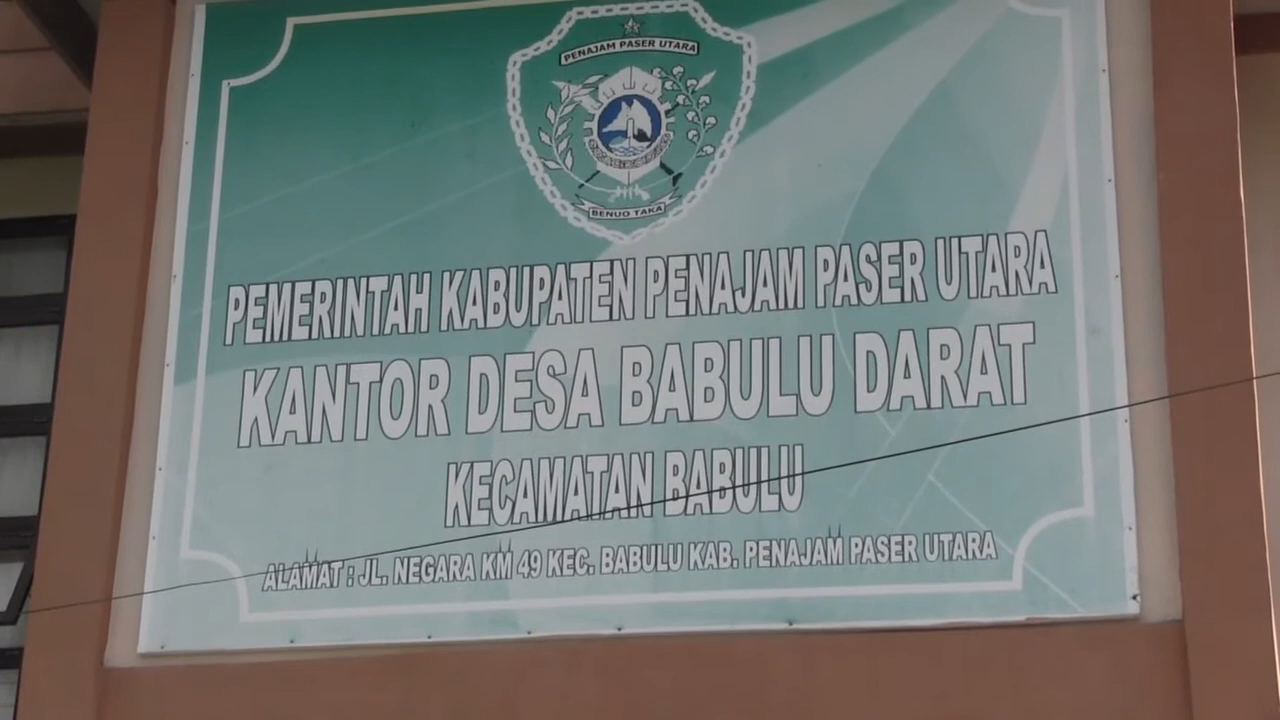 PENAJAM PASER UTARA
BENUO TAKA
PEMERINTAH KABUPATEN PENAJAM PASER UTARA
KANTOR DESA BABULU DARAT
KECAMATAN BABULU
ALAMAT : JL. NEGARA KM 49 KEC. BABULU KAB. PENAJAM PASER UTARA